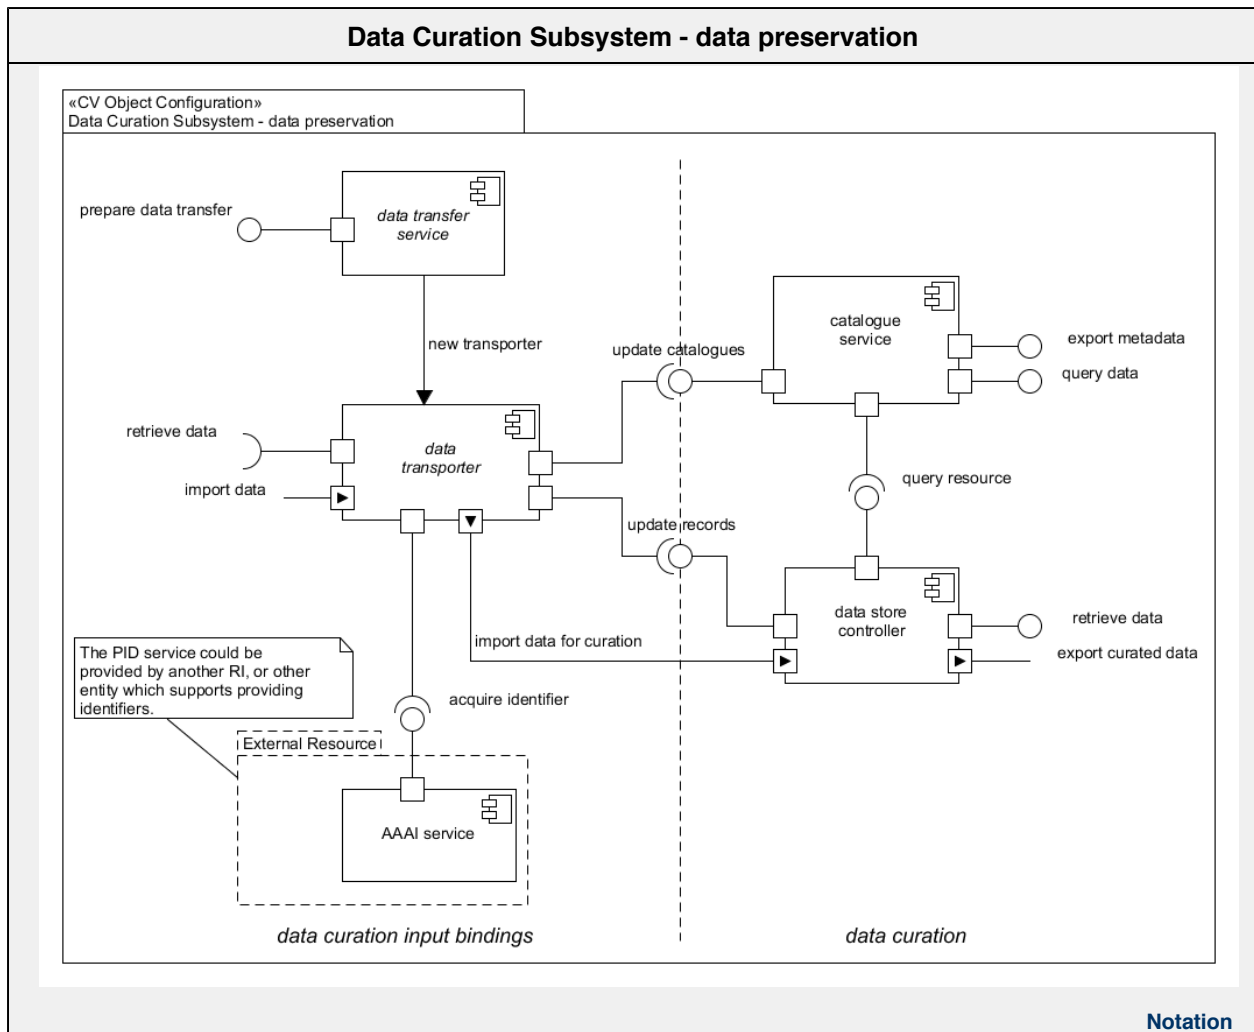 Data Curation Subsystem - data preservation
«CV Object Configuration»
Data Curation Subsystem - data preservation
prepare data transfer
data transfer
service
new transporter
update catalogues
catalogue
service
export metadata
query data
retrieve data
data
transporter
import data
query resource
update records
data store
controller
retrieve data
import data for curation
export curated data
The PID service could be
provided by another RI, or other
entity which supports providing
identifiers.
acquire identifier
External Resource
AAAI service
data curation input bindings
data curation
Notation